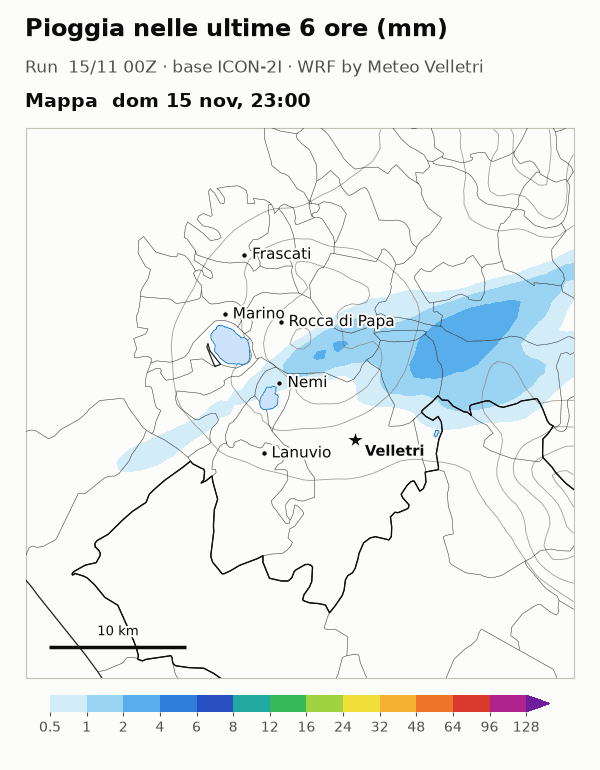 Pioggia nelle ultime 6 ore (mm)
Run  15/11 00Z · base ICON-2I · WRF by Meteo Velletri
Mappa  dom 15 nov, 23:00
Frascati
Marino
Rocca di Papa
Nemi
Velletri
Lanuvio
10 km
0.5 1 2 4 6 8 12 16 24 32 48 64 96 128